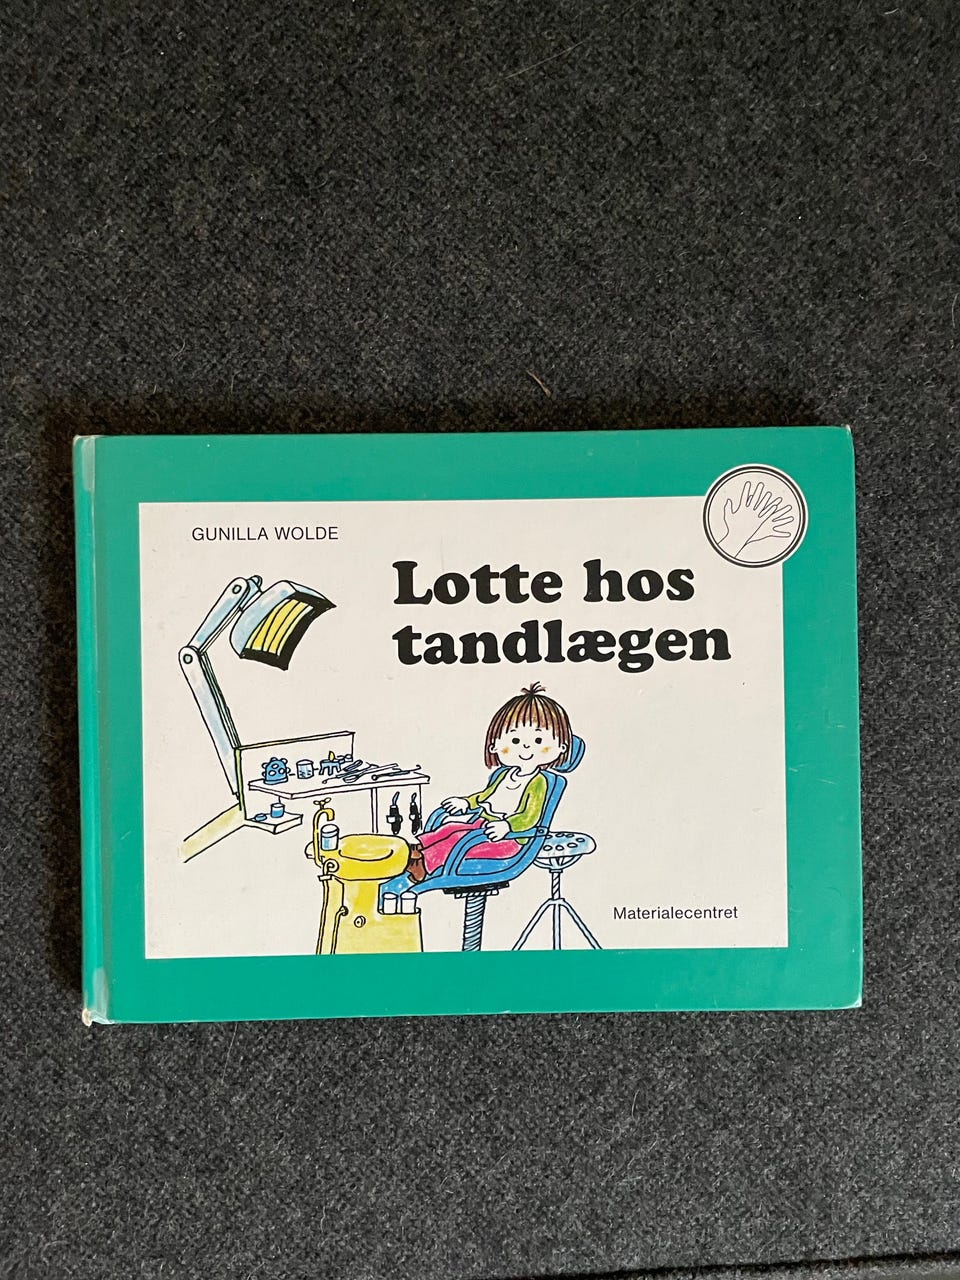 GUNILLA WOLDE
Lotte hos
tandlægen
Materialecentret